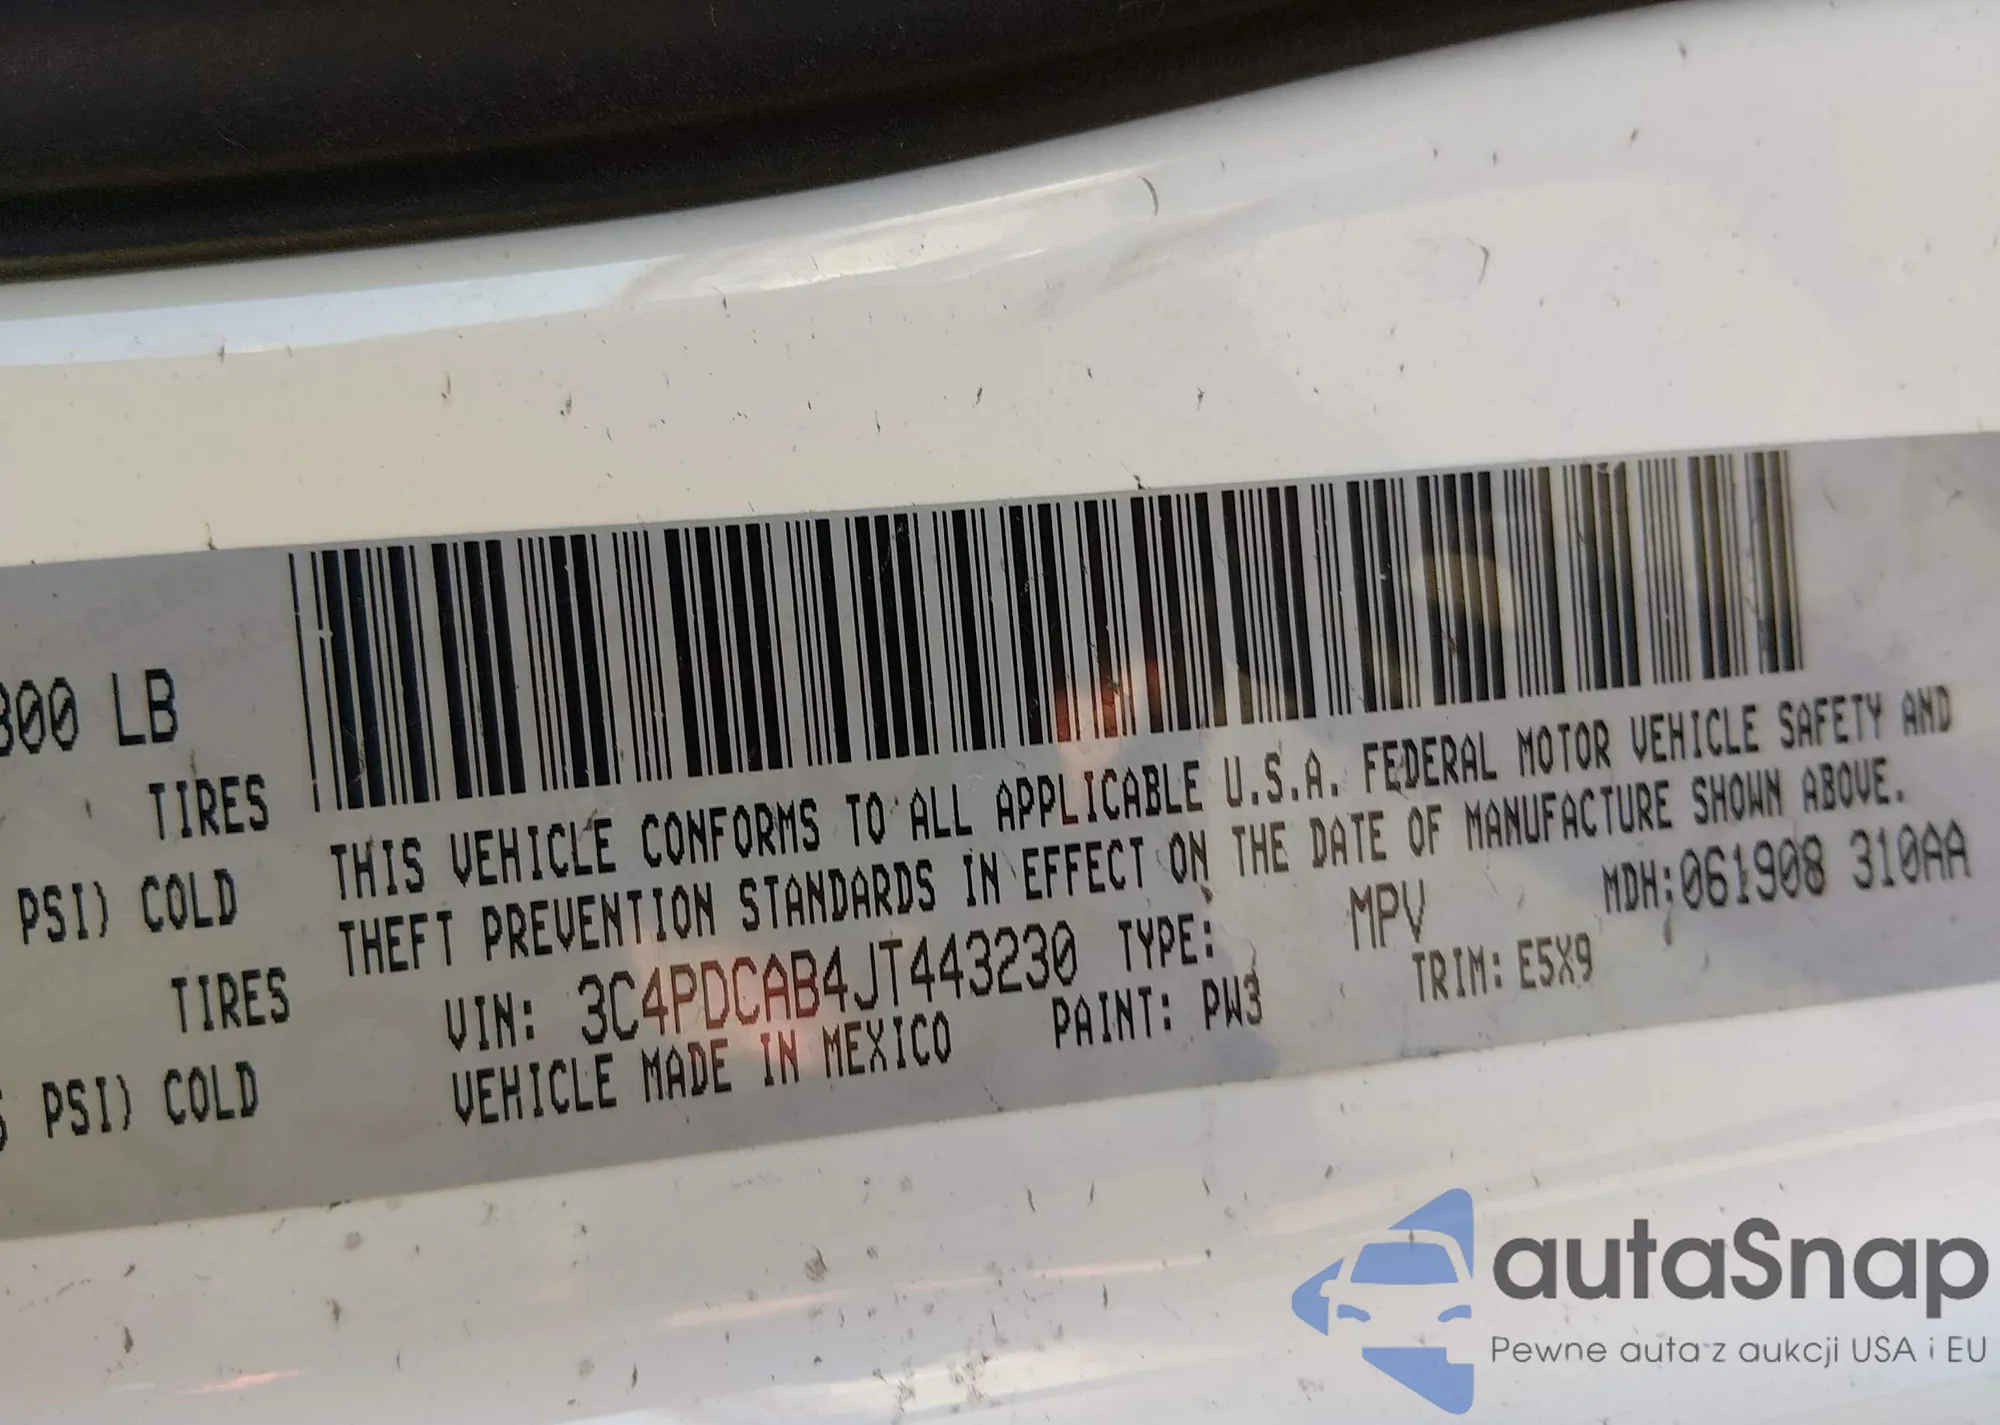 300 LB
TIRES
PSI) COLD
TIRES
PSI) COLD
THIS VEHICLE CONFORMS TO ALL APPLICABLE U.S.A. FEDERAL MOTOR VEHICLE SAFETY AND
THEFT PREVENTION STANDARDS IN EFFECT ON THE DATE OF MANUFACTURE SHOWN ABOVE.
VIN: 3C4PDCAB4JT443230 TYPE: MPV MDH:061908 310AA
VEHICLE MADE IN MEXICO PAINT: PW3 TRIM: E5X9
autaSnap
Pewne auta z aukcji USA i EU